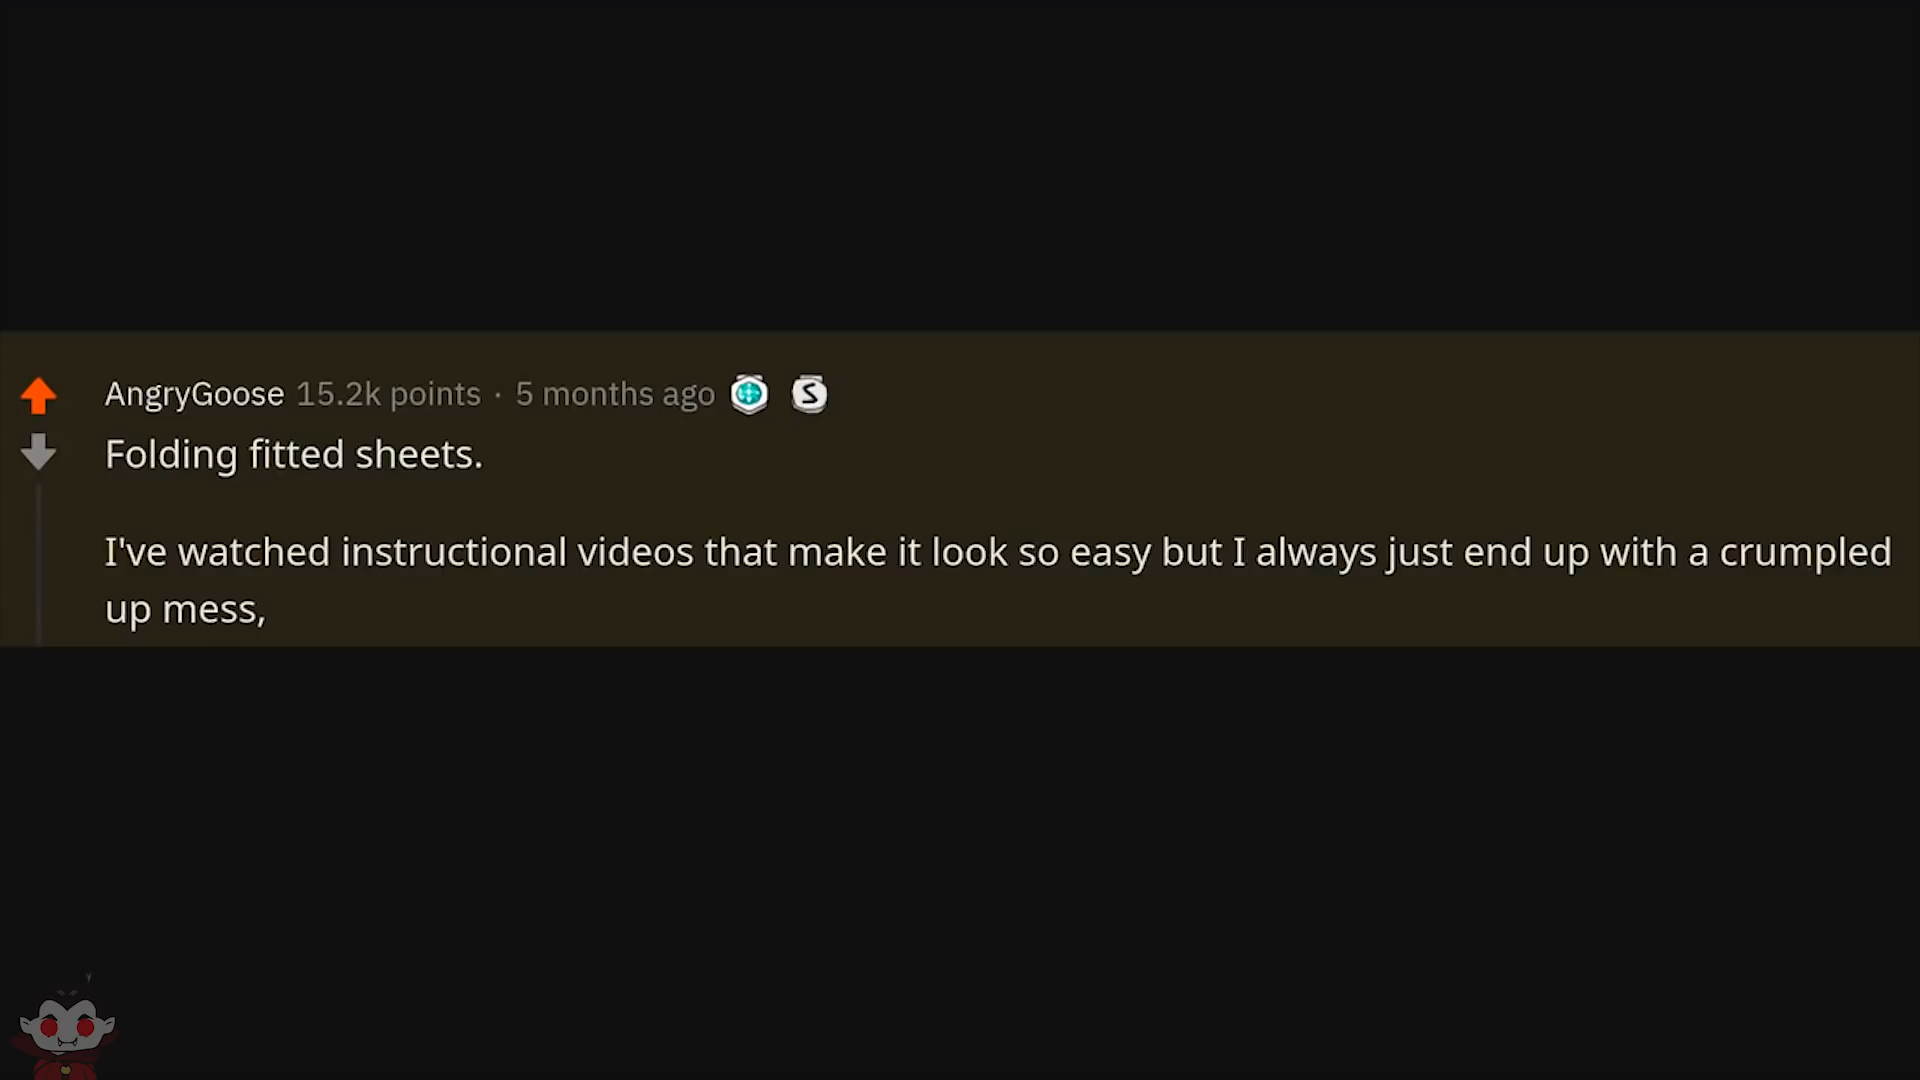 AngryGoose 15.2k points · 5 months ago
Folding fitted sheets.
I've watched instructional videos that make it look so easy but I always just end up with a crumpled
up mess,